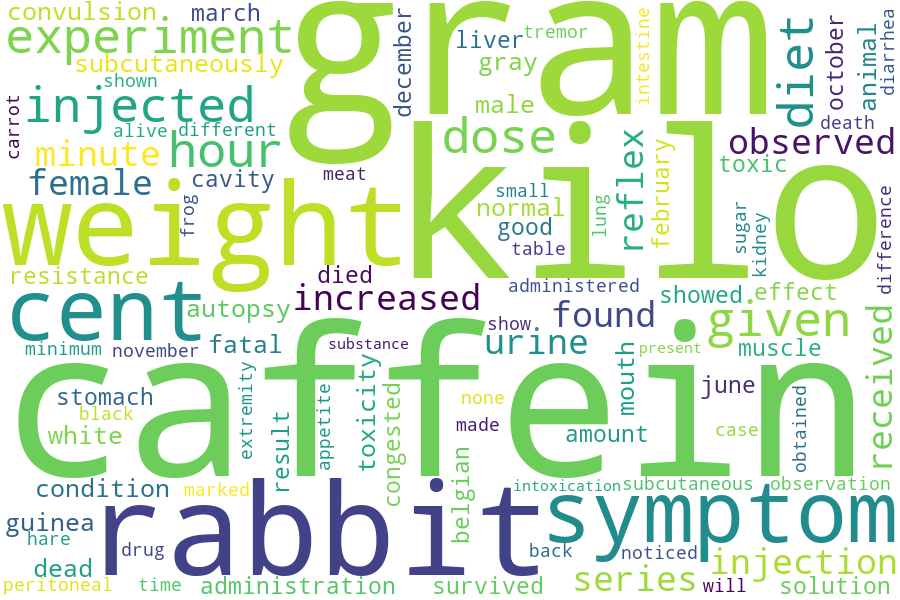 convulsion
march
gram
december
liver
tremor
intestine
diet
october
animal
diarrhea
experiment
subcutaneously
gray
shown
injected
male
carrot
alive
different
dose
death
hour
kilo
observed
minute
reflex
february
toxic
female
cavity
meat
frog
small
normal
lung
weight
good
table
sugar
kidney
difference
resistance
died
administered
cent
increased
showed
effect
autopsy
found
given
received
show
minimum
november
fatal
substance
urine
present
muscle
caffein
stomach
extremity
appetite
toxicity
mouth
june
none
black
result
congested
made
amount
case
obtained
white
belgian
condition
marked
rabbit
intoxication
subcutaneous
observation
symptom
guinea
hare
drug
back
noticed
injection
dead
peritoneal
time
administration
survived
series
will
solution